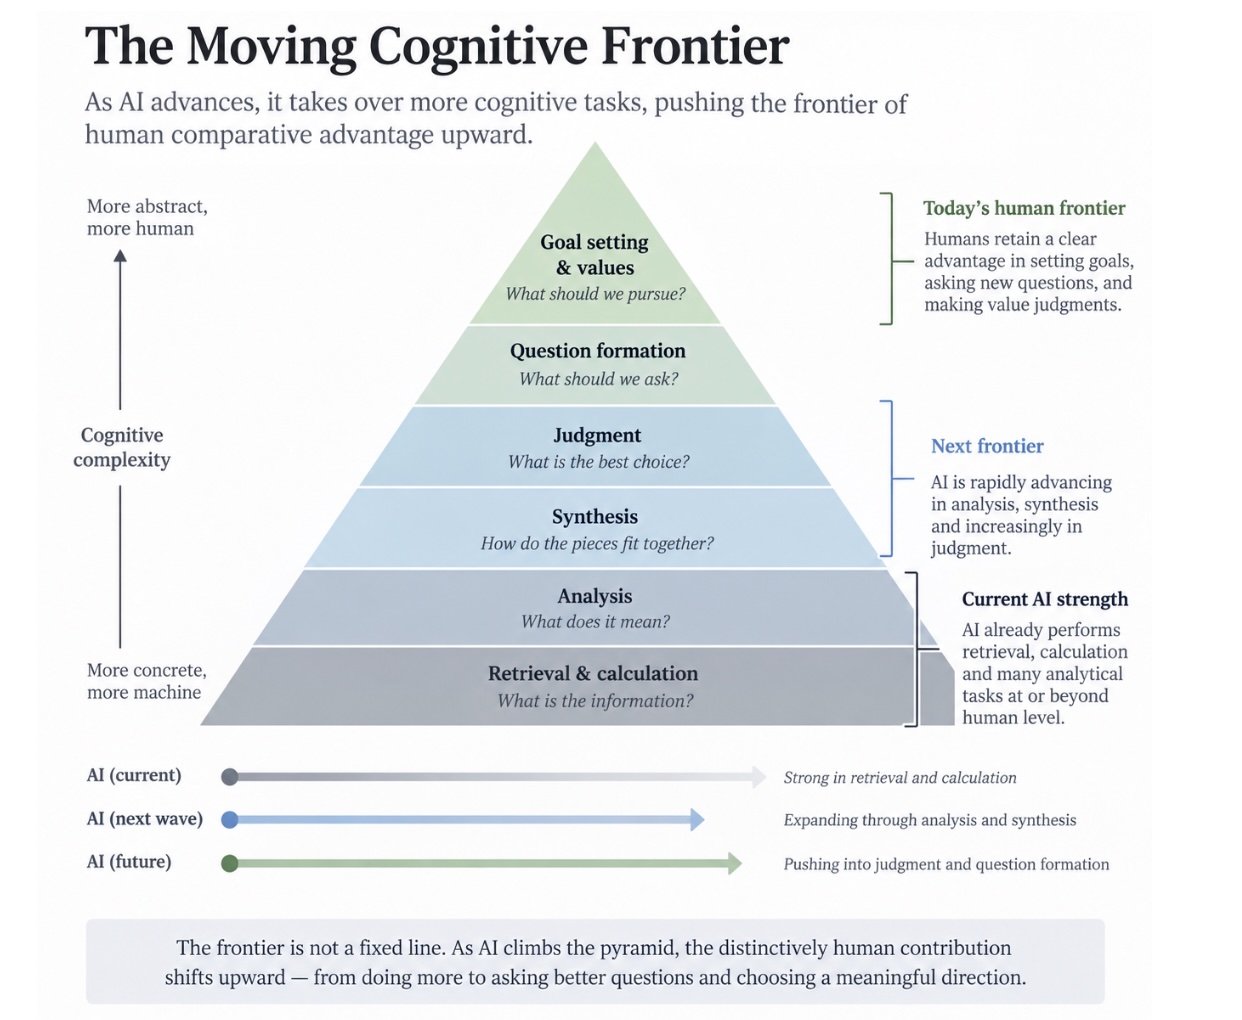 The Moving Cognitive Frontier
As AI advances, it takes over more cognitive tasks, pushing the frontier of
human comparative advantage upward.
More abstract,
more human
Cognitive
complexity
More concrete,
more machine
Goal setting
& values
What should we pursue?
Question formation
What should we ask?
Judgment
What is the best choice?
Synthesis
How do the pieces fit together?
Analysis
What does it mean?
Retrieval & calculation
What is the information?
Today's human frontier
Humans retain a clear
advantage in setting goals,
asking new questions, and
making value judgments.
Next frontier
AI is rapidly advancing
in analysis, synthesis
and increasingly in
judgment.
Current AI strength
AI already performs
retrieval, calculation
and many analytical
tasks at or beyond
human level.
AI (current)
Strong in retrieval and calculation
AI (next wave)
Expanding through analysis and synthesis
AI (future)
Pushing into judgment and question formation
The frontier is not a fixed line. As AI climbs the pyramid, the distinctively human contribution
shifts upward — from doing more to asking better questions and choosing a meaningful direction.